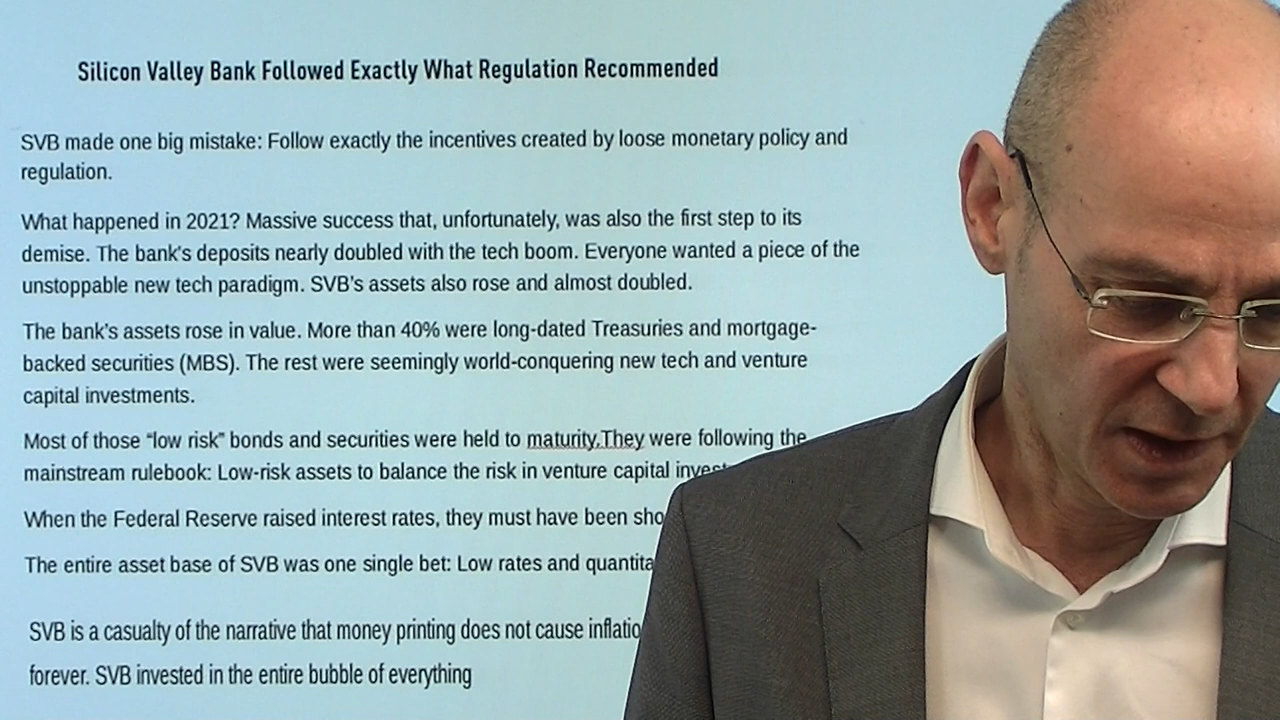 Silicon Valley Bank Followed Exactly What Regulation Recommended
SVB made one big mistake: Follow exactly the incentives created by loose monetary policy and
regulation.
What happened in 2021? Massive success that, unfortunately, was also the first step to its
demise. The bank's deposits nearly doubled with the tech boom. Everyone wanted a piece of the
unstoppable new tech paradigm. SVB's assets also rose and almost doubled.
The bank's assets rose in value. More than 40% were long-dated Treasuries and mortgage-
backed securities (MBS). The rest were seemingly world-conquering new tech and venture
capital investments.
Most of those “low risk” bonds and securities were held to maturity.They were following the
mainstream rulebook: Low-risk assets to balance the risk in venture capital
When the Federal Reserve raised interest rates, they must have been
The entire asset base of SVB was one single bet: Low rates and
SVB is a casualty of the narrative that money printing does not cause
forever. SVB invested in the entire bubble of everything